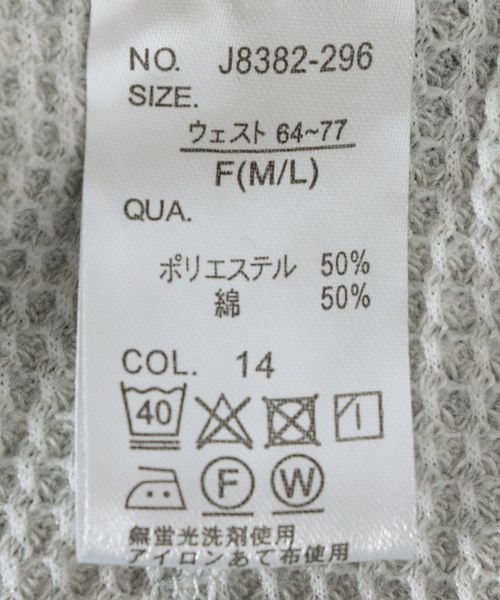 NO. J8382-296
SIZE.
ウェスト 64~77
F(M/L)
QUA.
ポリエステル 50%
綿 50%
COL. 14
40
F W
無蛍光洗剤使用
アイロンあて布使用